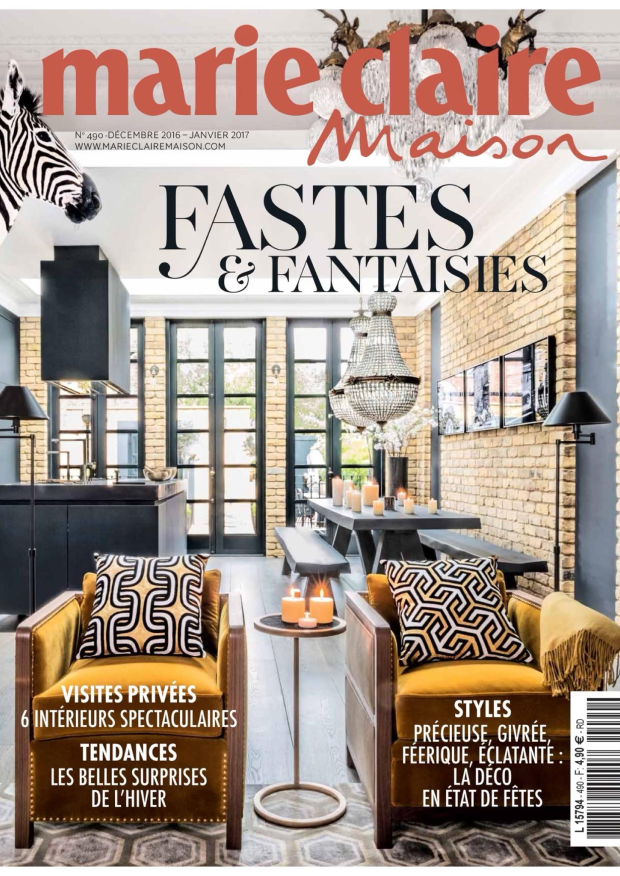 marie claire
Maison
N° 490 - DÉCEMBRE 2016 – JANVIER 2017
WWW.MARIECLAIREMAISON.COM
FASTES
& FANTAISIES
VISITES PRIVÉES
6 INTÉRIEURS SPECTACULAIRES
TENDANCES
LES BELLES SURPRISES
DE L'HIVER
STYLES
PRÉCIEUSE, GIVRÉE,
FÉERIQUE, ÉCLATANTE :
LA DÉCO
EN ÉTAT DE FÊTES
L 15794 - 490 - F: 4,90 € - RD